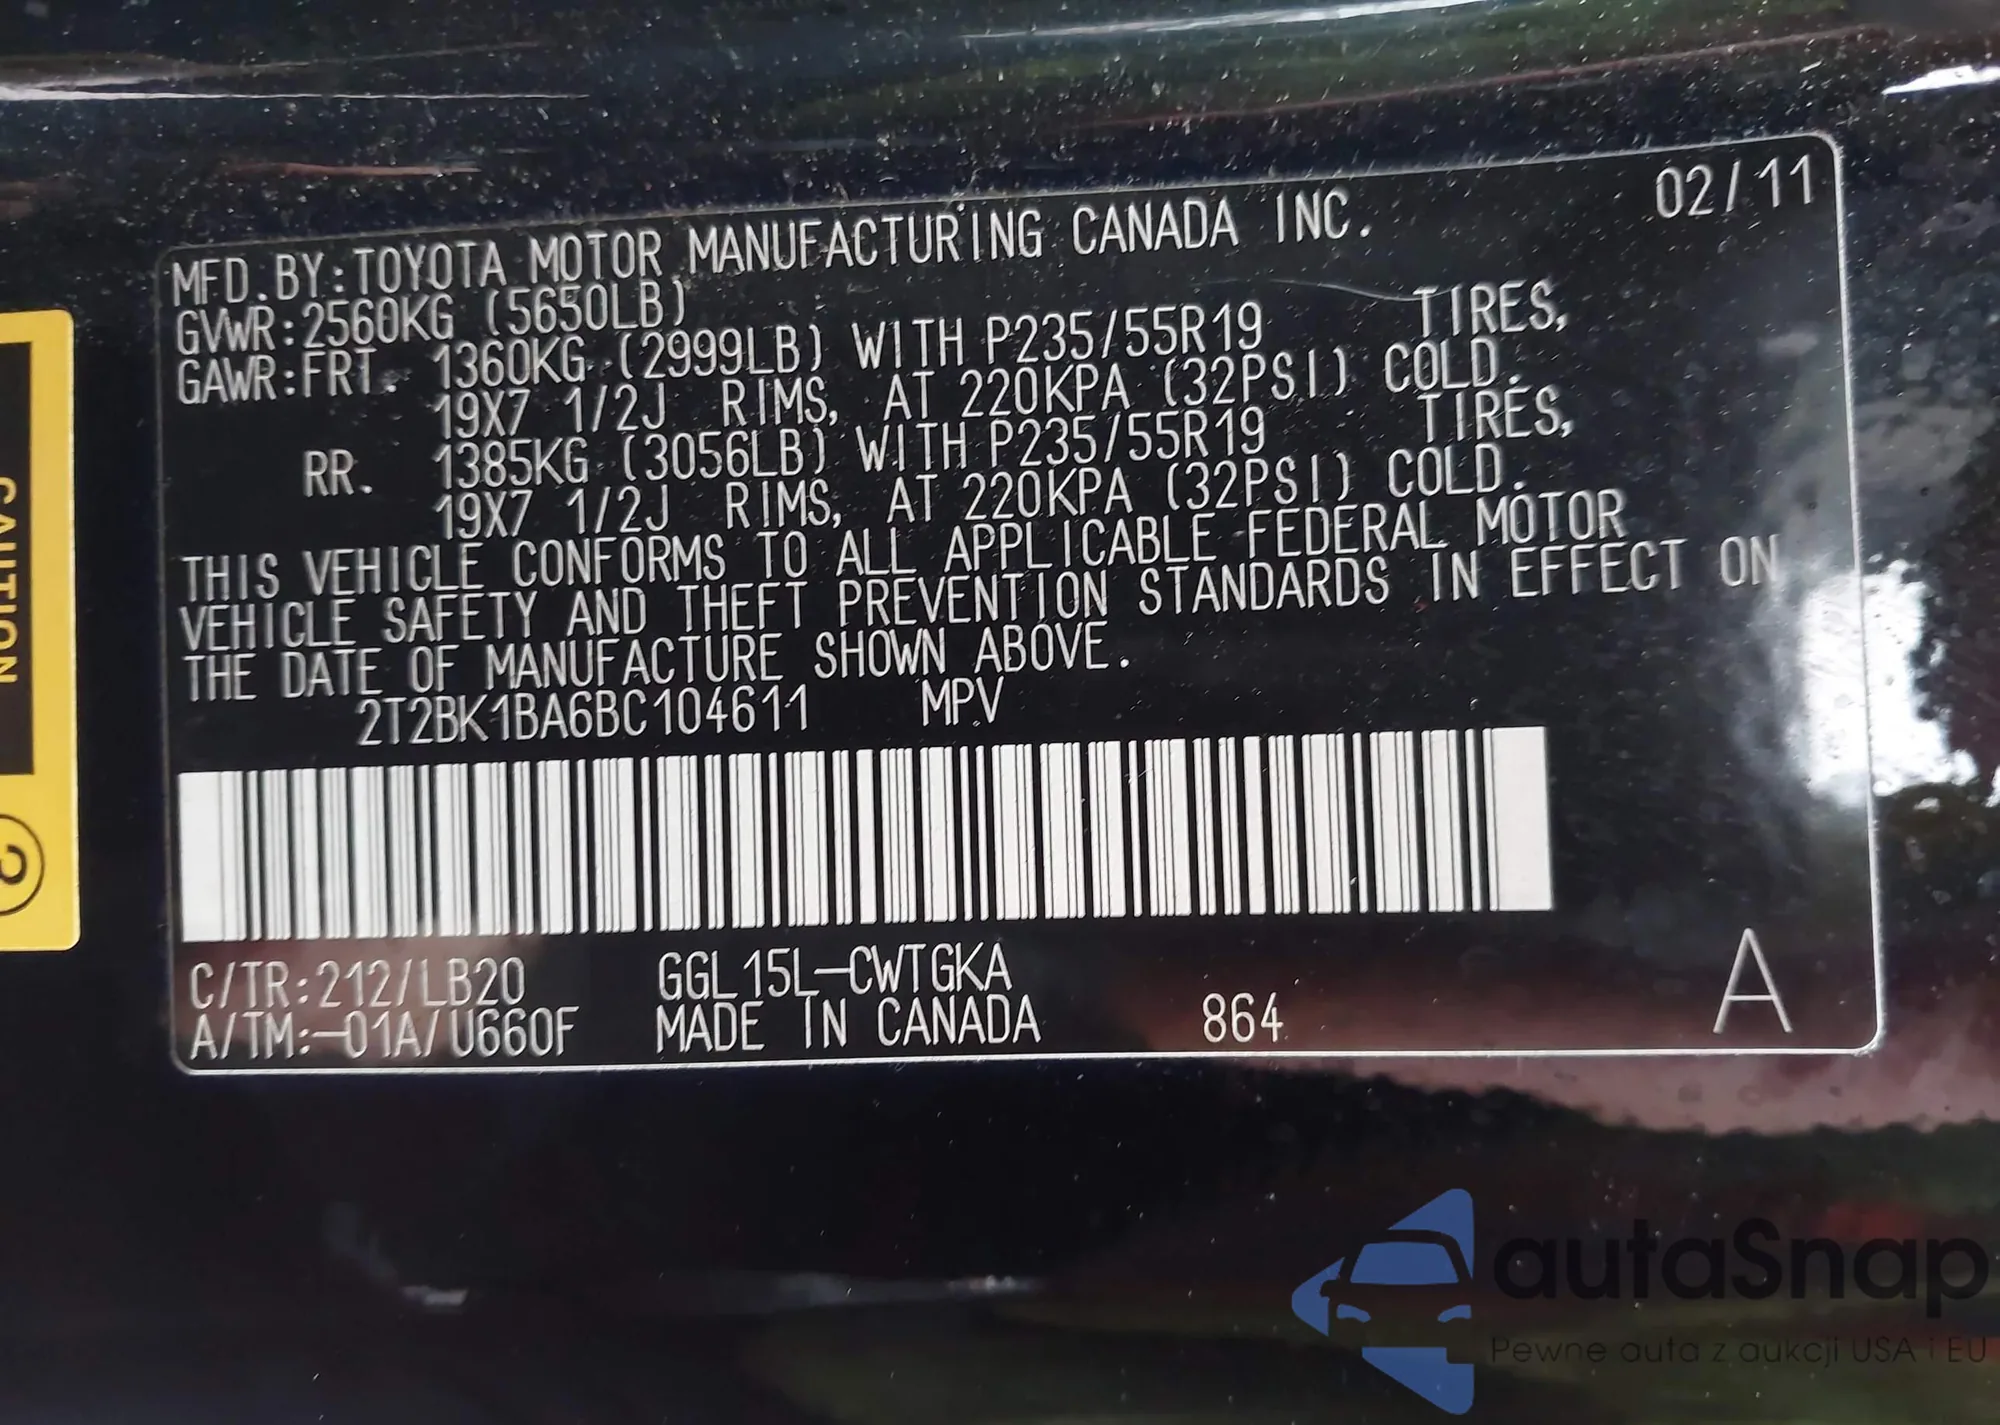 02/11
MFD.BY:TOYOTA MOTOR MANUFACTURING CANADA INC.
GVWR:2560KG (5650LB)
GAWR:FRT. 1360KG (2999LB) WITH P235/55R19 TIRES,
19X7 1/2J RIMS, AT 220KPA (32PSI) COLD.
RR. 1385KG (3056LB) WITH P235/55R19 TIRES,
19X7 1/2J RIMS, AT 220KPA (32PSI) COLD.
THIS VEHICLE CONFORMS TO ALL APPLICABLE FEDERAL MOTOR
VEHICLE SAFETY AND THEFT PREVENTION STANDARDS IN EFFECT ON
THE DATE OF MANUFACTURE SHOWN ABOVE.
2T2BK1BA6BC104611 MPV
C/TR:212/LB20 GGL15L-CWTGKA
A/TM:-01A/U660F MADE IN CANADA 864 A
CAUTION
2
autaSnap
Pewne auta z aukcji USA i EU